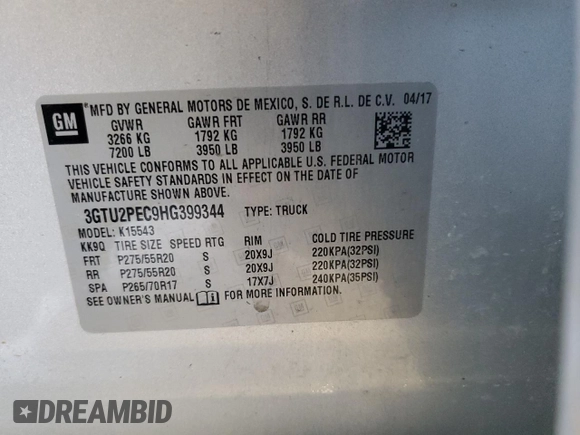 GM
*MFD BY GENERAL MOTORS DE MEXICO, S. DE R.L. DE C.V. 04/17
GVWR GAWR FRT GAWR RR
3266 KG 1792 KG 1792 KG
7200 LB 3950 LB 3950 LB
THIS VEHICLE CONFORMS TO ALL APPLICABLE U.S. FEDERAL MOTOR
VEHICLE SAFETY STANDARDS IN EFFECT ON THE DATE OF
MANUFACTURE SHOWN ABOVE.
3GTU2PEC9HG399344 TYPE: TRUCK
MODEL: K15543
KK9Q TIRE SIZE SPEED RTG RIM COLD TIRE PRESSURE
FRT P275/55R20 S 20X9J 220KPA(32PSI)
RR P275/55R20 S 20X9J 220KPA(32PSI)
SPA P265/70R17 S 17X7J 240KPA(35PSI)
SEE OWNER'S MANUAL FOR MORE INFORMATION.
DREAMBID